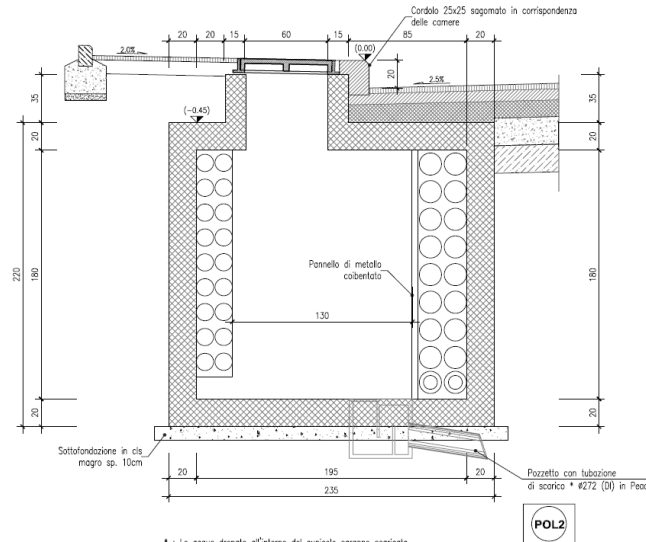 Cordolo 25x25 sagomato in corrispondenza
delle camere
20 20 15 60 15 85 20
2.0%
(0.00)
20
2.5%
35
35
(-0.45)
20
20
220
180
180
Pannello di metallo
coibentato
130
20
20
Sottofondazione in cls
magro sp. 10cm
20 195 20
235
Pozzetto con tubazione
di scarico * ø272 (DI) in Pead
POL2